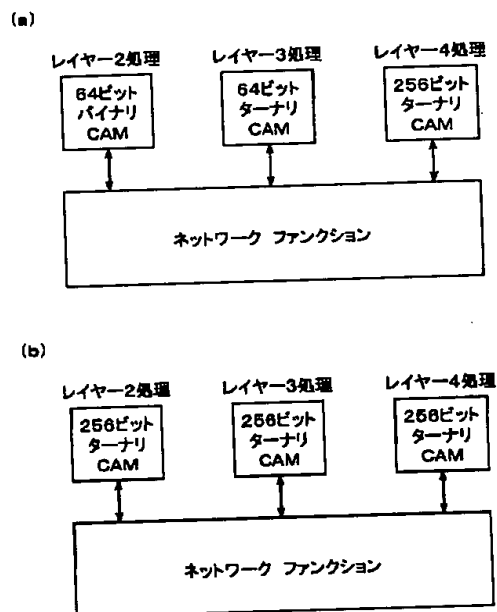 (a)
レイヤー2処理 レイヤー3処理 レイヤー4処理
64ビット
バイナリ
CAM
64ビット
ターナリ
CAM
256ビット
ターナリ
CAM
ネットワーク ファンクション
(b)
レイヤー2処理 レイヤー3処理 レイヤー4処理
256ビット
ターナリ
CAM
256ビット
ターナリ
CAM
256ビット
ターナリ
CAM
ネットワーク ファンクション